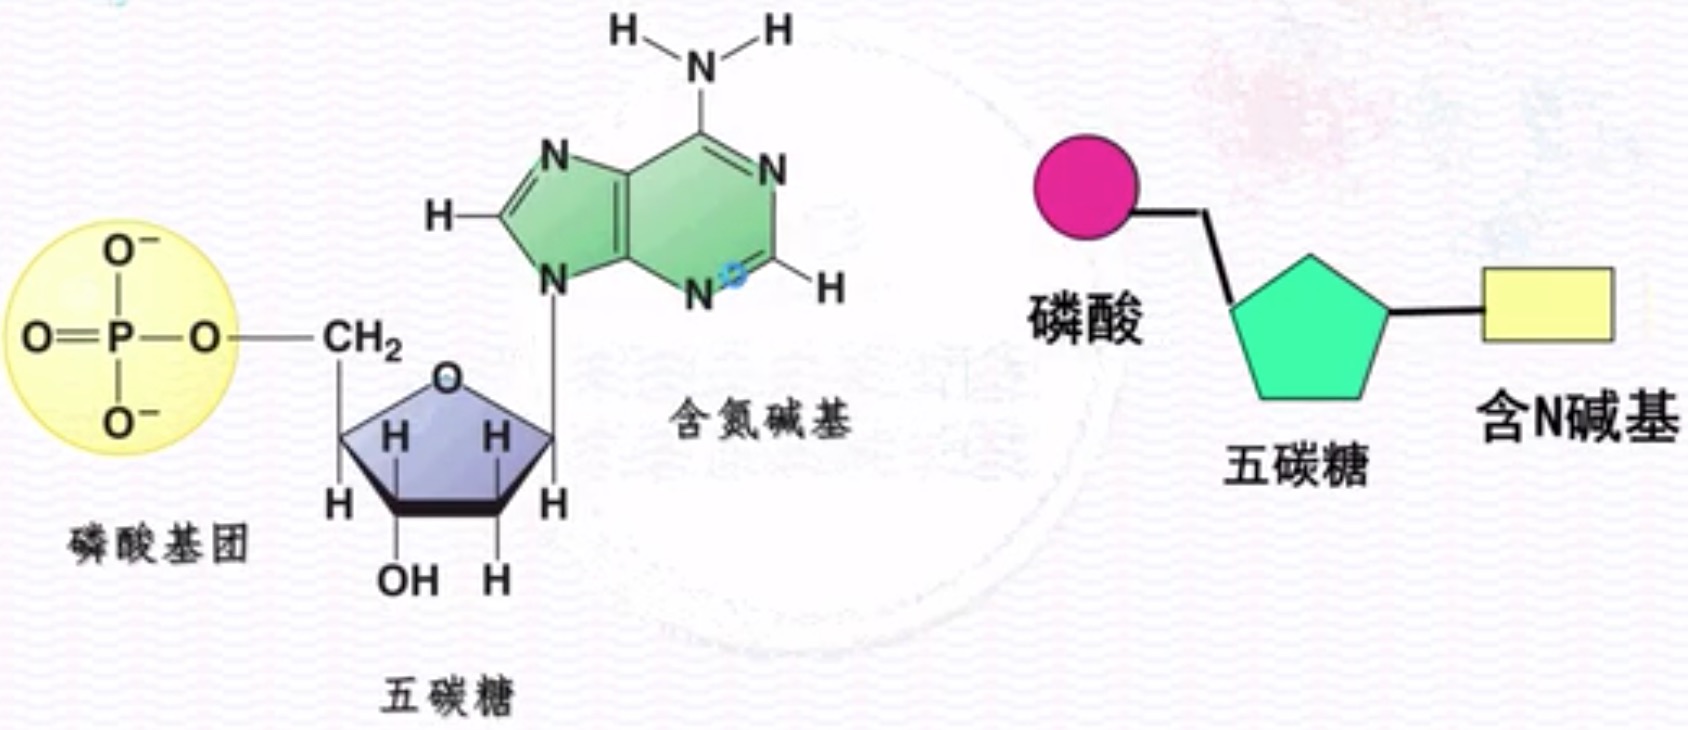 H H
N
N N
H
N N H
O⁻
O=P-O-CH₂
O⁻
O
H H
H H
OH H
磷酸基团
五碳糖
含氮碱基
磷酸
五碳糖
含N碱基